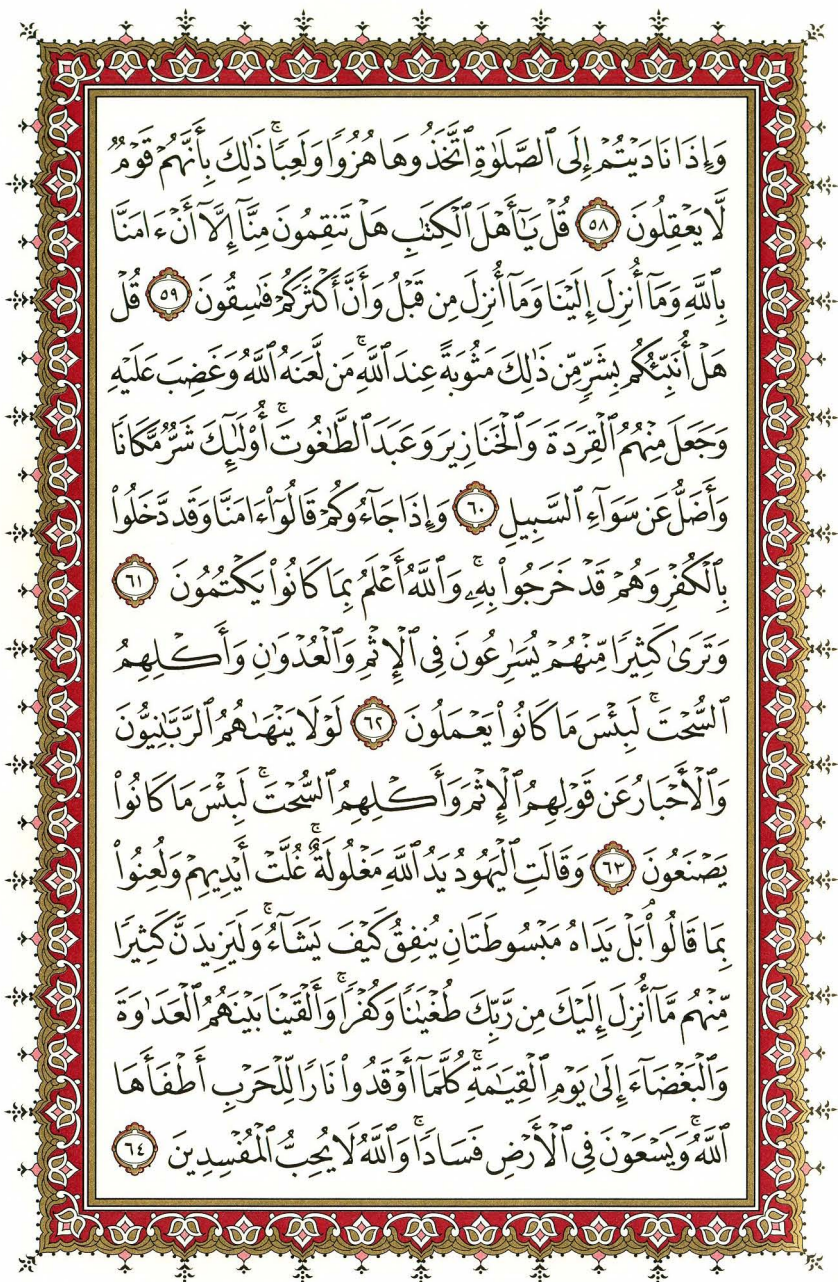 وَإِذَا نَادَيْتُمْ إِلَى ٱلصَّلَوٰةِ ٱتَّخَذُوهَا هُزُوًا وَلَعِبًا ۚ ذَٰلِكَ بِأَنَّهُمْ قَوْمٌ
لَّا يَعْقِلُونَ ٥٨ قُلْ يَـٰٓأَهْلَ ٱلْكِتَـٰبِ هَلْ تَنقِمُونَ مِنَّآ إِلَّآ أَنْ ءَامَنَّا
بِٱللَّهِ وَمَآ أُنزِلَ إِلَيْنَا وَمَآ أُنزِلَ مِن قَبْلُ وَأَنَّ أَكْثَرَكُمْ فَـٰسِقُونَ ٥٩ قُلْ
هَلْ أُنَبِّئُكُم بِشَرٍّ مِّن ذَٰلِكَ مَثُوبَةً عِندَ ٱللَّهِ ۚ مَن لَّعَنَهُ ٱللَّهُ وَغَضِبَ عَلَيْهِ
وَجَعَلَ مِنْهُمُ ٱلْقِرَدَةَ وَٱلْخَنَازِيرَ وَعَبَدَ ٱلطَّـٰغُوتَ ۚ أُو۟لَـٰٓئِكَ شَرٌّ مَّكَانًا
وَأَضَلُّ عَن سَوَآءِ ٱلسَّبِيلِ ٦٠ وَإِذَا جَآءُوكُمْ قَالُوٓا۟ ءَامَنَّا وَقَد دَّخَلُوا۟
بِٱلْكُفْرِ وَهُمْ قَدْ خَرَجُوا۟ بِهِۦ ۚ وَٱللَّهُ أَعْلَمُ بِمَا كَانُوا۟ يَكْتُمُونَ ٦١
وَتَرَىٰ كَثِيرًا مِّنْهُمْ يُسَـٰرِعُونَ فِى ٱلْإِثْمِ وَٱلْعُدْوَٰنِ وَأَكْلِهِمُ
ٱلسُّحْتَ ۚ لَبِئْسَ مَا كَانُوا۟ يَعْمَلُونَ ٦٢ لَوْلَا يَنْهَىٰهُمُ ٱلرَّبَّـٰنِيُّونَ
وَٱلْأَحْبَارُ عَن قَوْلِهِمُ ٱلْإِثْمَ وَأَكْلِهِمُ ٱلسُّحْتَ ۚ لَبِئْسَ مَا كَانُوا۟
يَصْنَعُونَ ٦٣ وَقَالَتِ ٱلْيَهُودُ يَدُ ٱللَّهِ مَغْلُولَةٌ ۚ غُلَّتْ أَيْدِيهِمْ وَلُعِنُوا۟
بِمَا قَالُوا۟ ۘ بَلْ يَدَاهُ مَبْسُوطَتَانِ يُنفِقُ كَيْفَ يَشَآءُ ۚ وَلَيَزِيدَنَّ كَثِيرًا
مِّنْهُم مَّآ أُنزِلَ إِلَيْكَ مِن رَّبِّكَ طُغْيَـٰنًا وَكُفْرًا ۚ وَأَلْقَيْنَا بَيْنَهُمُ ٱلْعَدَٰوَةَ
وَٱلْبَغْضَآءَ إِلَىٰ يَوْمِ ٱلْقِيَـٰمَةِ ۚ كُلَّمَآ أَوْقَدُوا۟ نَارًا لِّلْحَرْبِ أَطْفَأَهَا
ٱللَّهُ ۚ وَيَسْعَوْنَ فِى ٱلْأَرْضِ فَسَادًا ۚ وَٱللَّهُ لَا يُحِبُّ ٱلْمُفْسِدِينَ ٦٤